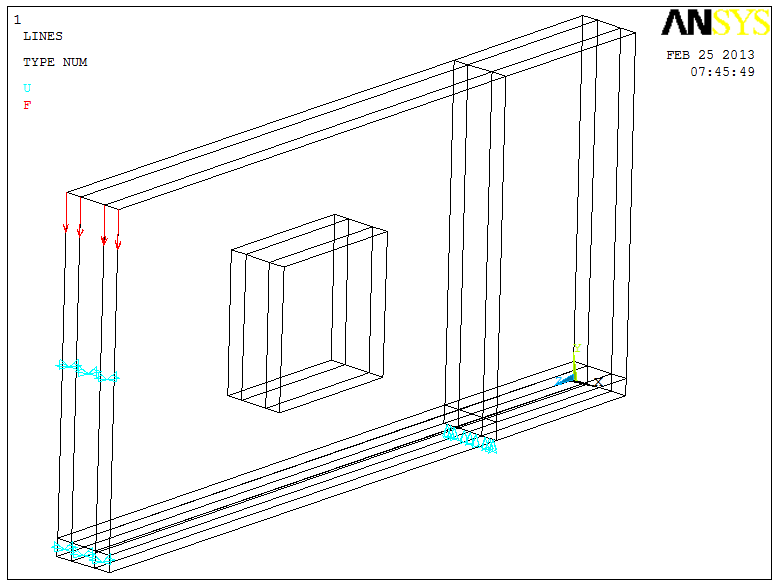 1
LINES
TYPE NUM
U
F
ANSYS
FEB 25 2013
07:45:49
Y
X